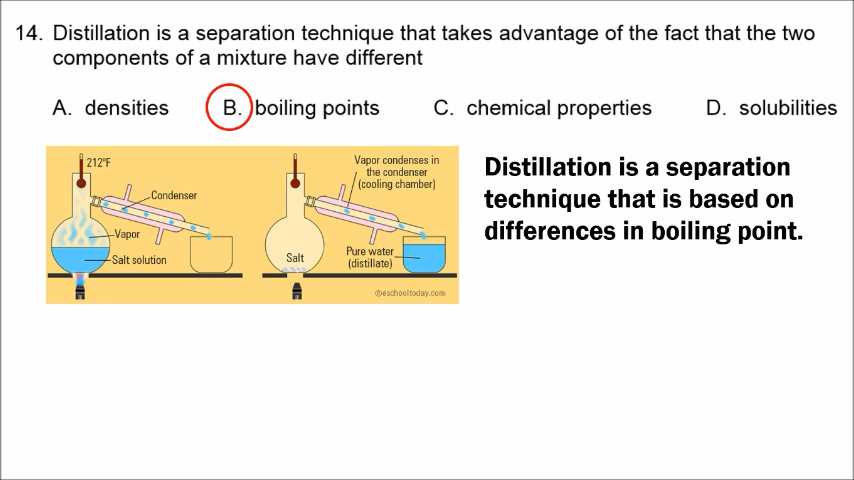 14. Distillation is a separation technique that takes advantage of the fact that the two
components of a mixture have different
A. densities B. boiling points C. chemical properties D. solubilities
212°F
Condenser
Vapor
Salt solution
Vapor condenses in
the condenser
(cooling chamber)
Salt
Pure water
(distillate)
©eschooltoday.com
Distillation is a separation
technique that is based on
differences in boiling point.